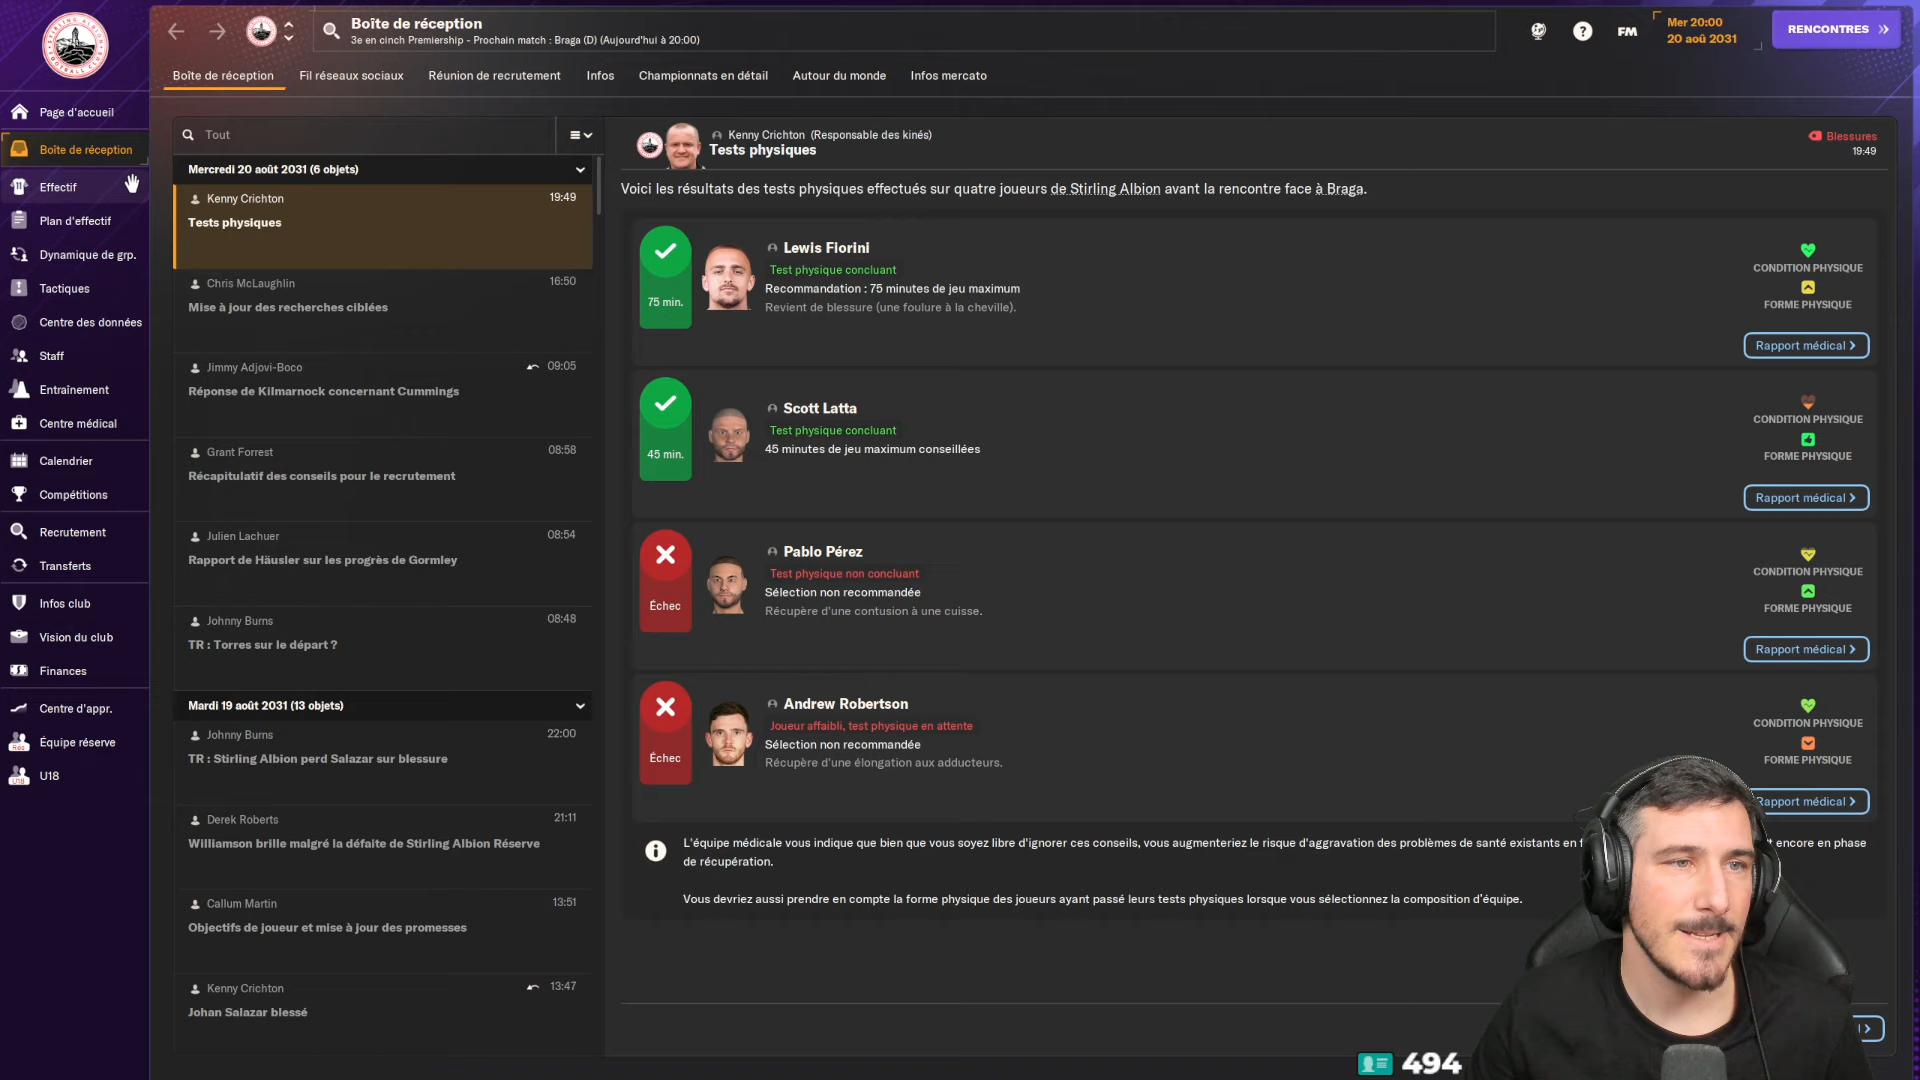 Boîte de réception
3e en cinch Premiership - Prochain match : Braga (D) (Aujourd'hui à 20:00)
FM
Mer 20:00
20 aoû 2031
RENCONTRES
Boîte de réception
Fil réseaux sociaux
Réunion de recrutement
Infos
Championnats en détail
Autour du monde
Infos mercato
Page d'accueil
Boîte de réception
Effectif
Plan d'effectif
Dynamique de grp.
Tactiques
Centre des données
Staff
Entraînement
Centre médical
Calendrier
Compétitions
Recrutement
Transferts
Infos club
Vision du club
Finances
Centre d'appr.
Équipe réserve
U18
Tout
Mercredi 20 août 2031 (6 objets)
Kenny Crichton 19:49
Tests physiques
Chris McLaughlin 16:50
Mise à jour des recherches ciblées
Jimmy Adjovi-Boco 09:05
Réponse de Kilmarnock concernant Cummings
Grant Forrest 08:58
Récapitulatif des conseils pour le recrutement
Julien Lachuer 08:54
Rapport de Häusler sur les progrès de Gormley
Johnny Burns 08:48
TR : Torres sur le départ ?
Mardi 19 août 2031 (13 objets)
Johnny Burns 22:00
TR : Stirling Albion perd Salazar sur blessure
Derek Roberts 21:11
Williamson brille malgré la défaite de Stirling Albion Réserve
Callum Martin 13:51
Objectifs de joueur et mise à jour des promesses
Kenny Crichton 13:47
Johan Salazar blessé
Kenny Crichton (Responsable des kinés)
Tests physiques
Blessures
19:49
Voici les résultats des tests physiques effectués sur quatre joueurs de Stirling Albion avant la rencontre face à Braga.
75 min.
Lewis Fiorini
Test physique concluant
Recommandation : 75 minutes de jeu maximum
Revient de blessure (une foulure à la cheville).
CONDITION PHYSIQUE
FORME PHYSIQUE
Rapport médical
45 min.
Scott Latta
Test physique concluant
45 minutes de jeu maximum conseillées
CONDITION PHYSIQUE
FORME PHYSIQUE
Rapport médical
Échec
Pablo Pérez
Test physique non concluant
Sélection non recommandée
Récupère d'une contusion à une cuisse.
CONDITION PHYSIQUE
FORME PHYSIQUE
Rapport médical
Échec
Andrew Robertson
Joueur affaibli, test physique en attente
Sélection non recommandée
Récupère d'une élongation aux adducteurs.
CONDITION PHYSIQUE
FORME PHYSIQUE
Rapport médical
L'équipe médicale vous indique que bien que vous soyez libre d'ignorer ces conseils, vous augmenteriez le risque d'aggravation des problèmes de santé existants en encore en phase
de récupération.
Vous devriez aussi prendre en compte la forme physique des joueurs ayant passé leurs tests physiques lorsque vous sélectionnez la composition d'équipe.
494